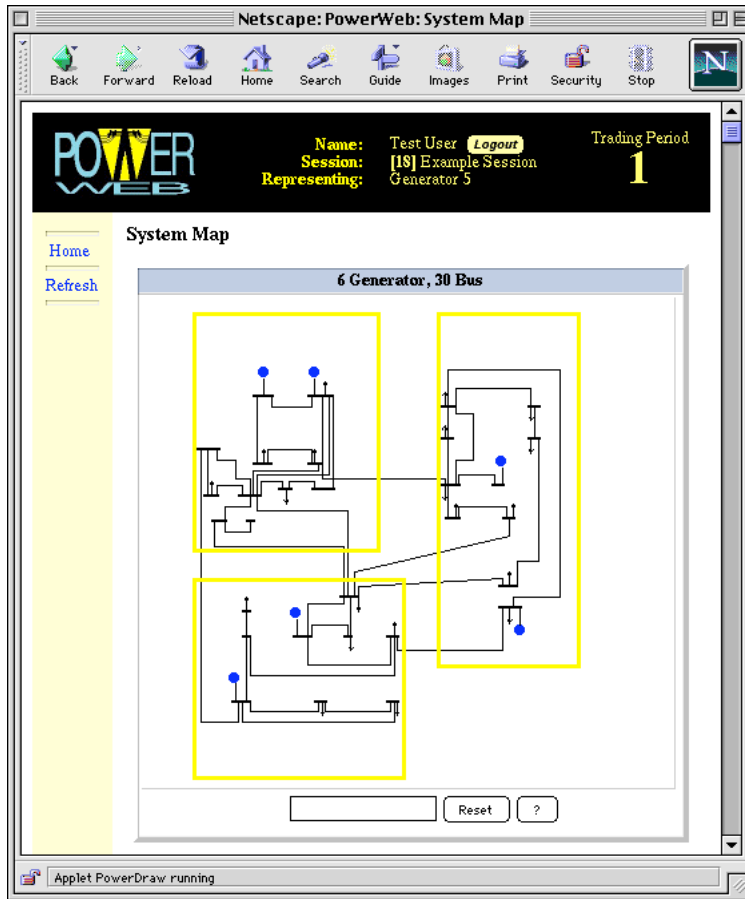 Netscape: PowerWeb: System Map
Back Forward Reload Home Search Guide Images Print Security Stop
N
POWER
WEB
Name: Test User Logout
Session: [18] Example Session
Representing: Generator 5
Trading Period
1
Home
Refresh
System Map
6 Generator, 30 Bus
Reset ?
Applet PowerDraw running